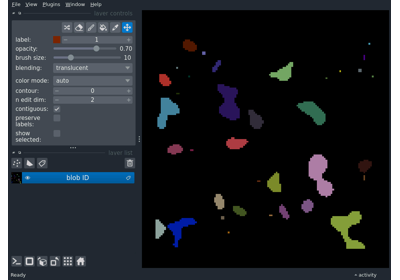 File View Plugins Window Help
layer controls
label: 1
opacity: 0.70
brush size: 10
blending: translucent
color mode: auto
contour: 0
n edit dim: 2
contiguous:
preserve
labels:
show
selected:
layer list
blob ID
Ready
activity